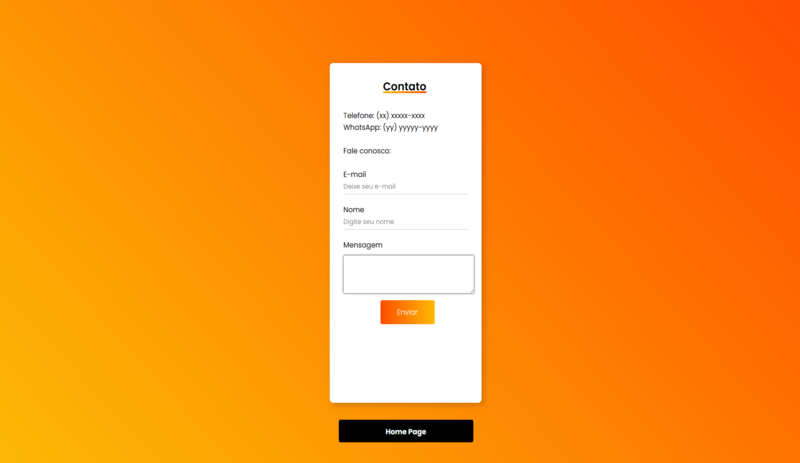 Contato
Telefone: (xx) xxxxx-xxxx
WhatsApp: (yy) yyyyy-yyyy
Fale conosco:
E-mail
Deixe seu e-mail
Nome
Digite seu nome
Mensagem
Enviar
Home Page